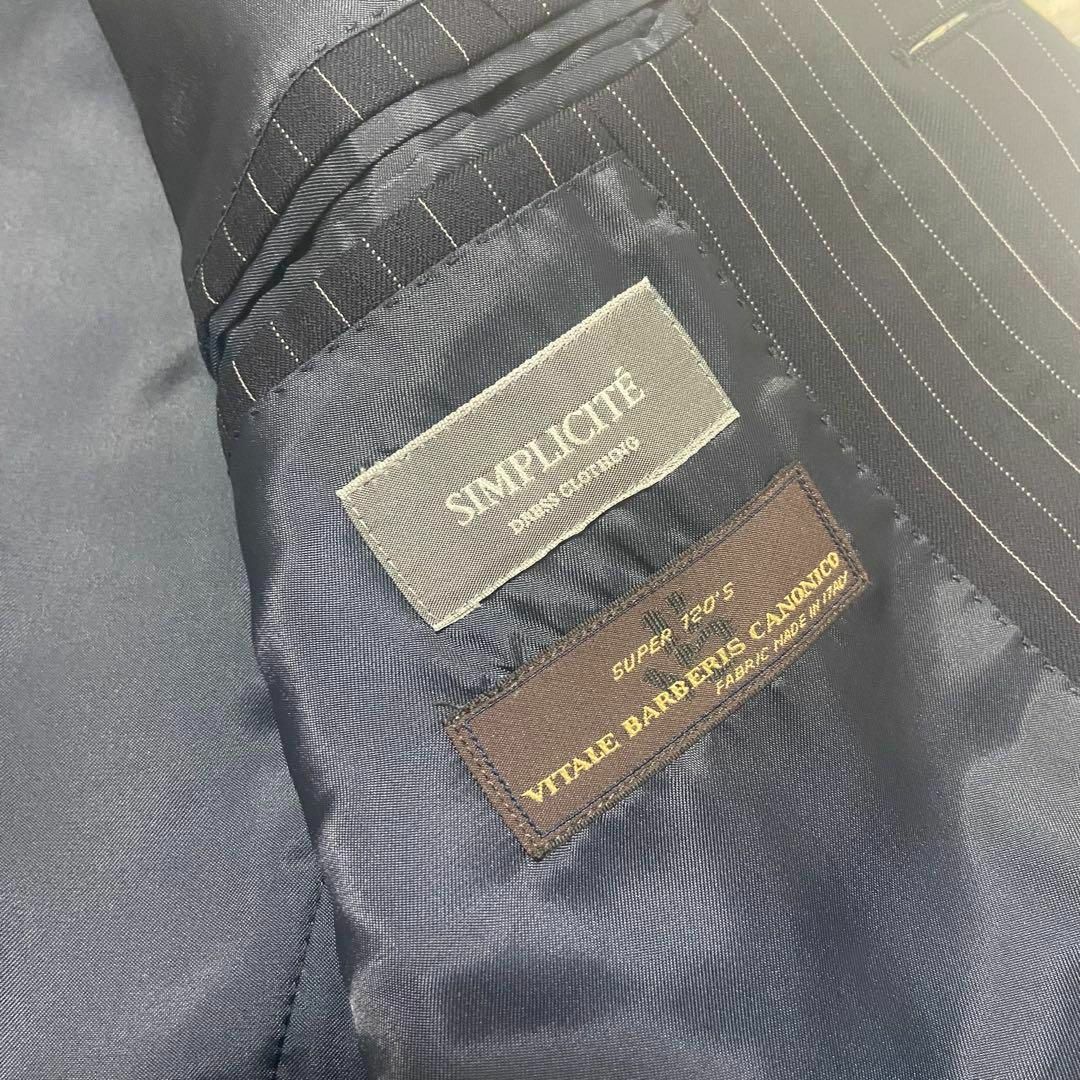 SIMPLICITÉ
DRESS CLOTHING
SUPER 120'S
VITALE BARBERIS CANONICO
FABRIC MADE IN ITALY